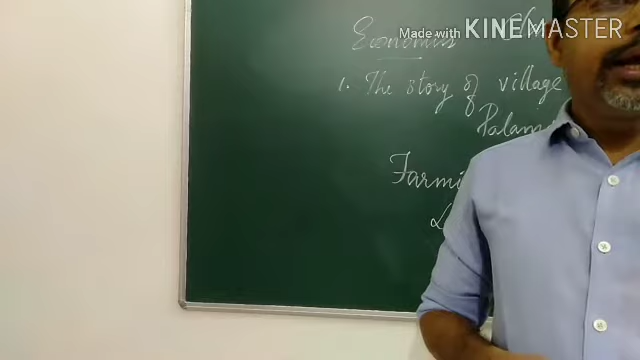 Made with KINEMASTER
Economics
1. The story of village
Palam
Farmi